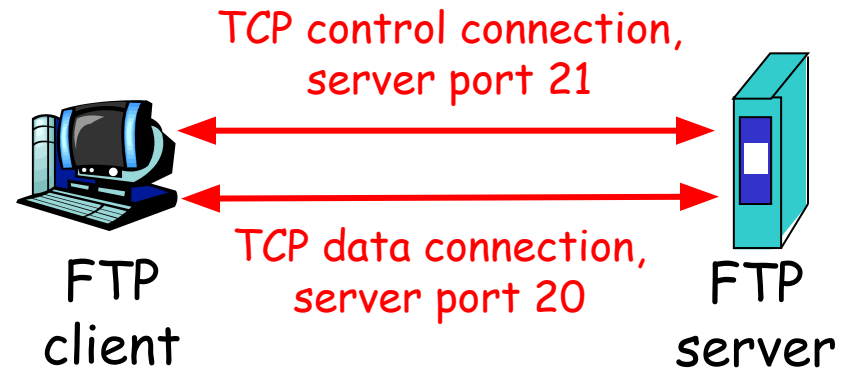 TCP control connection,
server port 21
TCP data connection,
server port 20
FTP
client
FTP
server